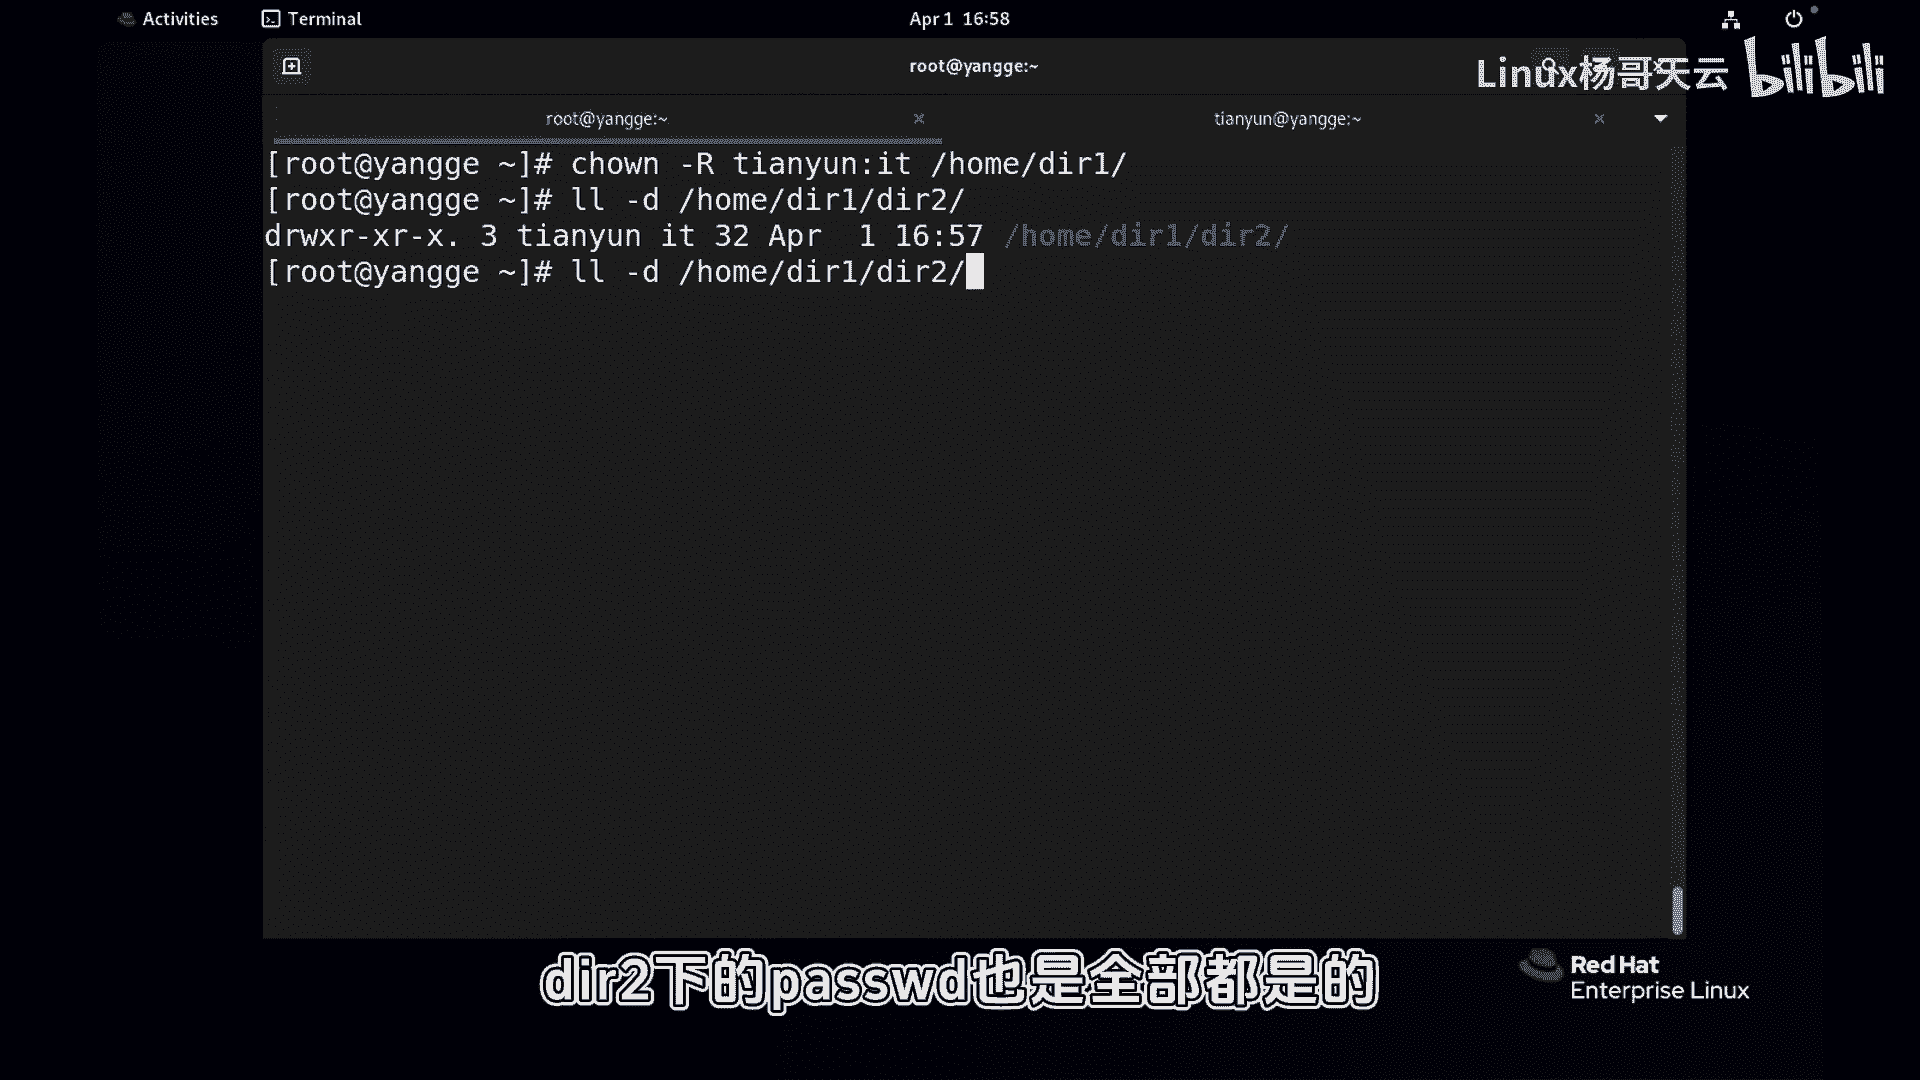 Activities
Terminal
Apr 1 16:58
root@yangge:~
Linux杨哥天云 bilibili
root@yangge:~
tianyun@yangge:~
[root@yangge ~]# chown -R tianyun:it /home/dir1/
[root@yangge ~]# ll -d /home/dir1/dir2/
drwxr-xr-x. 3 tianyun it 32 Apr  1 16:57 /home/dir1/dir2/
[root@yangge ~]# ll -d /home/dir1/dir2/
dir2下的passwd也是全部都是的
Red Hat
Enterprise Linux